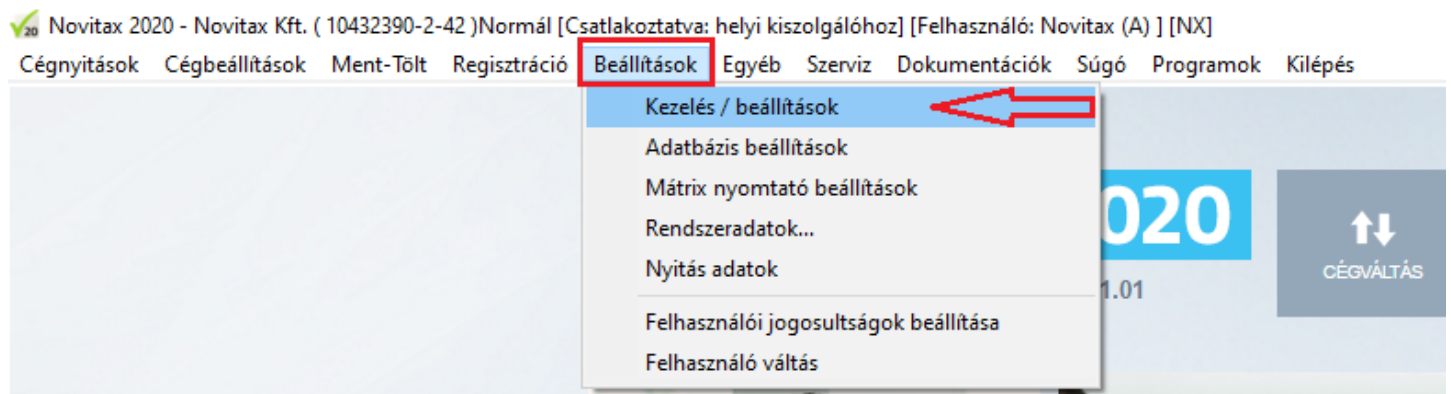 Novitax 2020 - Novitax Kft. ( 10432390-2-42 )Normál [Csatlakoztatva: helyi kiszolgálóhoz] [Felhasználó: Novitax (A) ] [NX]
Cégnyitások Cégbeállítások Ment-Tölt Regisztráció Beállítások Egyéb Szerviz Dokumentációk Súgó Programok Kilépés
Kezelés / beállítások
Adatbázis beállítások
Mátrix nyomtató beállítások
Rendszeradatok...
Nyitás adatok
Felhasználói jogosultságok beállítása
Felhasználó váltás
020
1.01
CÉGVÁLTÁS